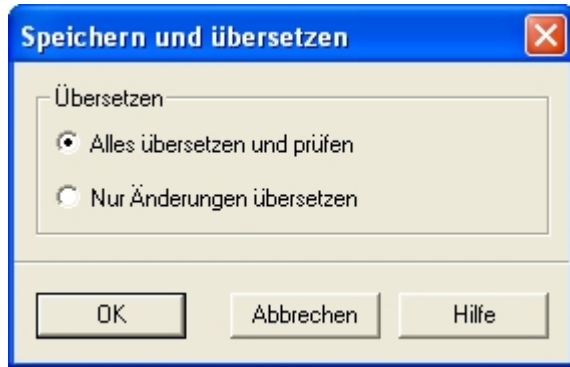 Speichern und übersetzen
Übersetzen
Alles übersetzen und prüfen
Nur Änderungen übersetzen
OK Abbrechen Hilfe